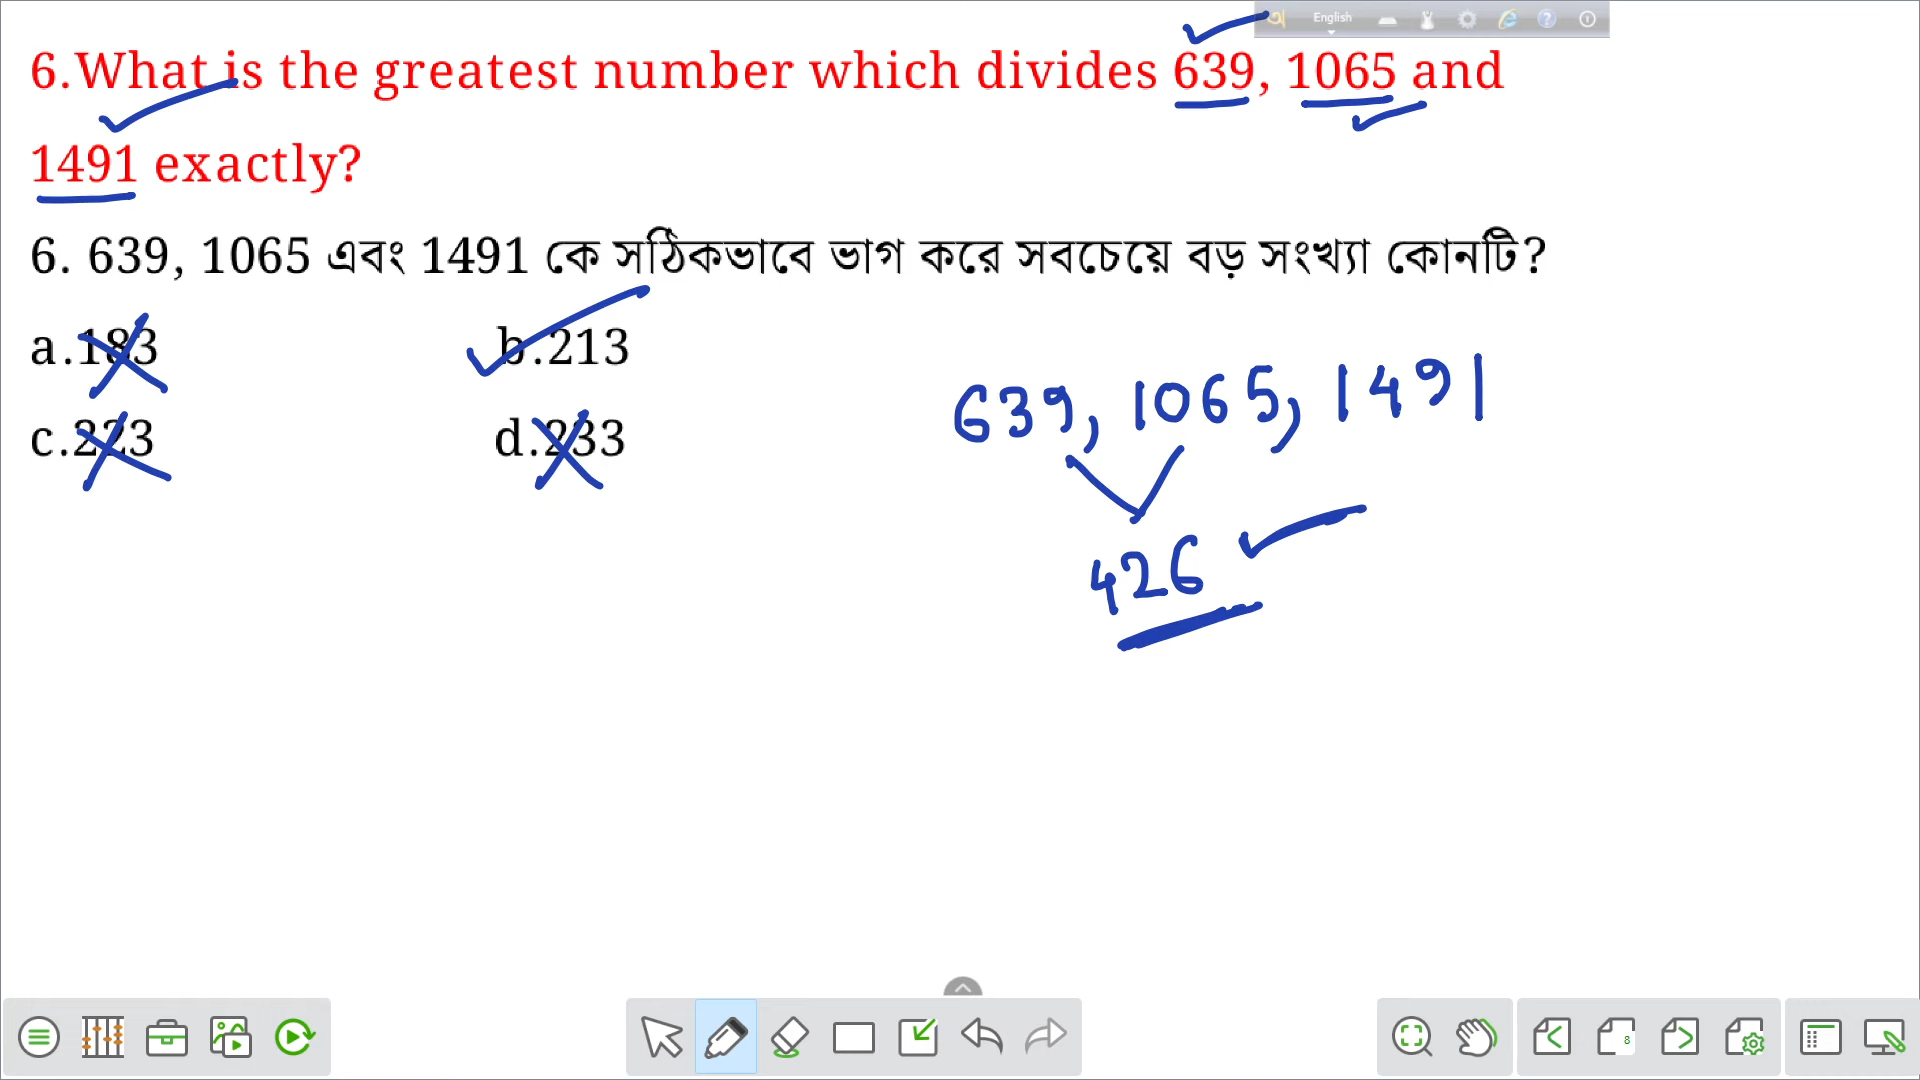 English
6.What is the greatest number which divides 639, 1065 and
1491 exactly?
6. 639, 1065 এবং 1491 কে সঠিকভাবে ভাগ করে সবচেয়ে বড় সংখ্যা কোনটি?
a.183 b.213
c.223 d.233
639, 1065, 1491
426
8